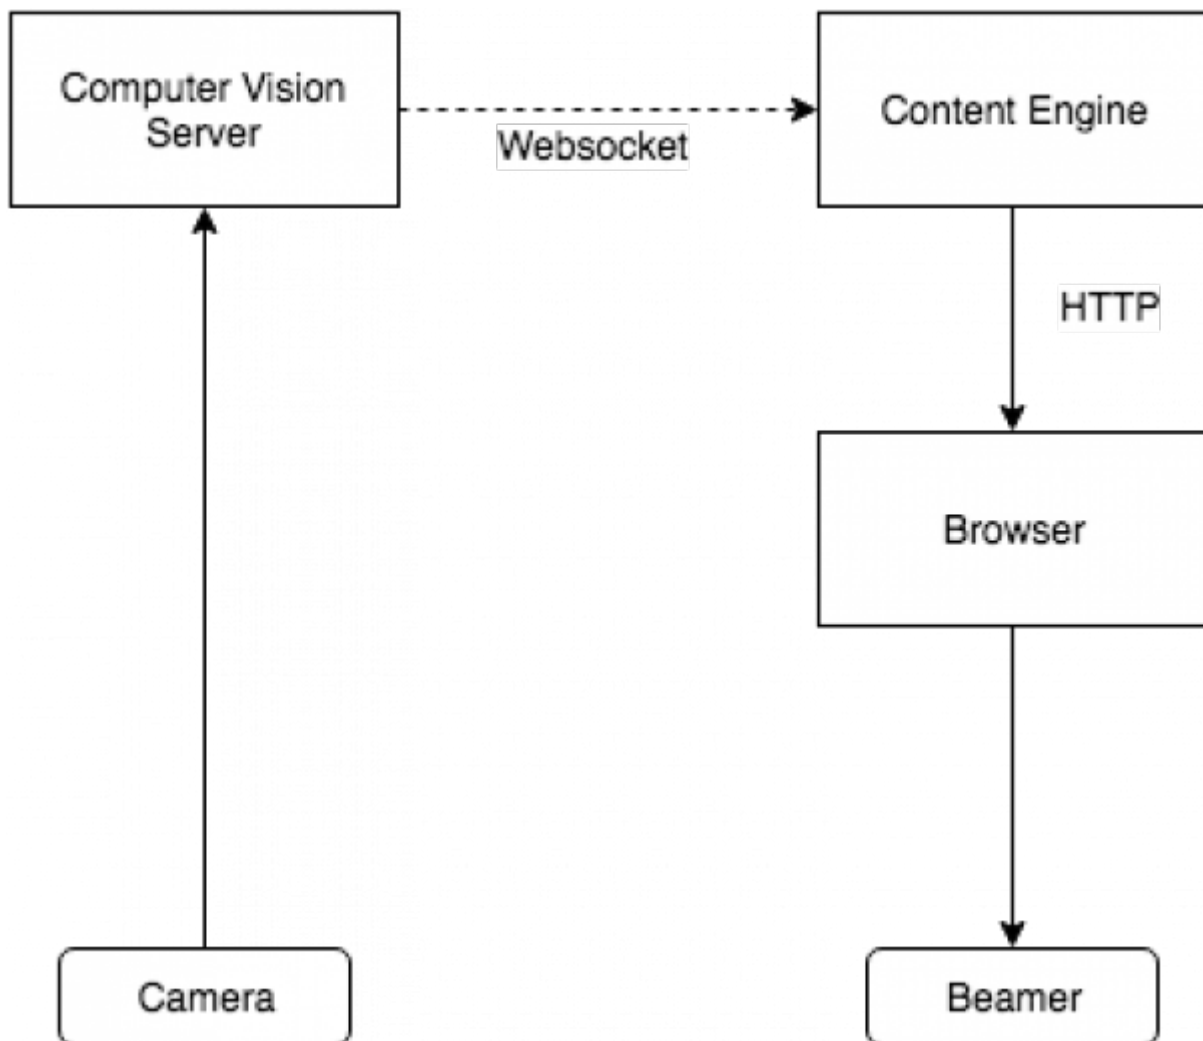 Computer Vision
Server
Websocket
Content Engine
HTTP
Browser
Camera
Beamer